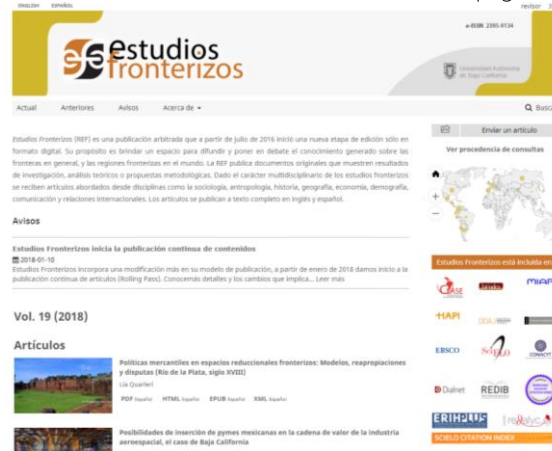 ENGLISH ESPAÑOL
revisor
e-ISSN 2395-9134
estudios
fronterizos
Universidad Autónoma
de Baja California
Actual Anteriores Avisos Acerca de
Estudios Fronterizos (REF) es una publicación arbitrada que a partir de julio de 2016 inició una nueva etapa de edición sólo en
formato digital. Su propósito es brindar un espacio para difundir y poner en debate el conocimiento generado sobre las
fronteras en general, y las regiones fronterizas en el mundo. La REF publica documentos originales que muestren resultados
de investigación, análisis teóricos o propuestas metodológicas. Dado el carácter multidisciplinario de los estudios fronterizos
se reciben artículos abordados desde disciplinas como la sociología, antropología, historia, geografía, economía, demografía,
comunicación y relaciones internacionales. Los artículos se publican a texto completo en inglés y español.
Avisos
Estudios Fronterizos inicia la publicación continua de contenidos
2018-01-10
Estudios Fronterizos incorpora una modificación más en su modelo de publicación, a partir de enero de 2018 damos inicio a la
publicación continua de artículos (Rolling Pass). Conozcamás detalles y los cambios que implica... Leer más
Vol. 19 (2018)
Artículos
Políticas mercantiles en espacios reduccionales fronterizos: Modelos, reapropiaciones
y disputas (Río de la Plata, siglo XVIII)
Lía Quarleri
PDF Español HTML Español EPUB Español XML Español
Posibilidades de inserción de pymes mexicanas en la cadena de valor de la industria
aeroespacial, el caso de Baja California
Busca
Enviar un artículo
Ver procedencia de consultas
+
−
Estudios Fronterizos está incluida en
CLASE
MIAR
HAPI
DOAJ
EBSCO
SciELO
CONACYT
Dialnet
REDIB
ERIHPLUS
redalyc
SCIELO CITATION INDEX